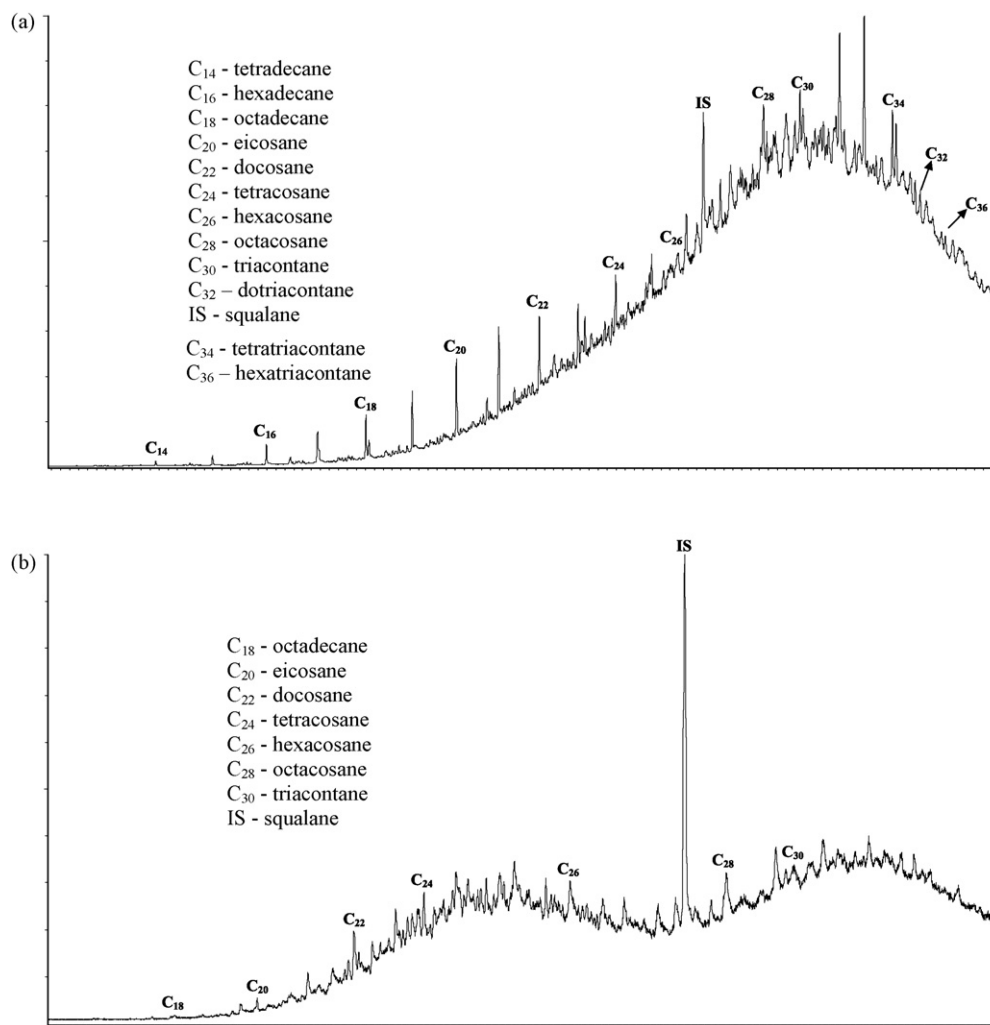 (a)
C₁₄ - tetradecane
C₁₆ - hexadecane
C₁₈ - octadecane
C₂₀ - eicosane
C₂₂ - docosane
C₂₄ - tetracosane
C₂₆ - hexacosane
C₂₈ - octacosane
C₃₀ - triacontane
C₃₂ – dotriacontane
IS - squalane
C₃₄ - tetratriacontane
C₃₆ – hexatriacontane
C₁₄
C₁₆
C₁₈
C₂₀
C₂₂
C₂₄
C₂₆
IS
C₂₈
C₃₀
C₃₄
C₃₂
C₃₆
(b)
C₁₈ - octadecane
C₂₀ - eicosane
C₂₂ - docosane
C₂₄ - tetracosane
C₂₆ - hexacosane
C₂₈ - octacosane
C₃₀ - triacontane
IS - squalane
C₁₈
C₂₀
C₂₂
C₂₄
C₂₆
IS
C₂₈
C₃₀